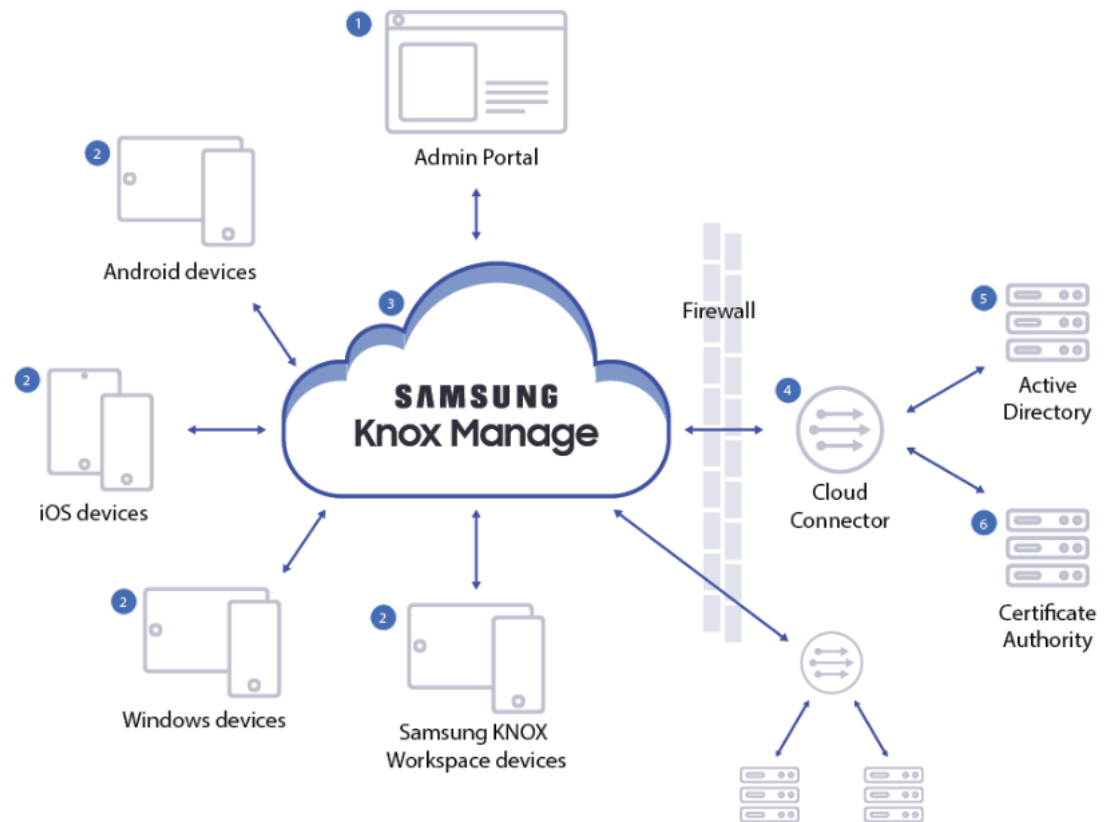 1
Admin Portal
2
Android devices
3
SAMSUNG
Knox Manage
Firewall
5
Active
Directory
4
Cloud
Connector
2
iOS devices
6
Certificate
Authority
2
Windows devices
2
Samsung KNOX
Workspace devices